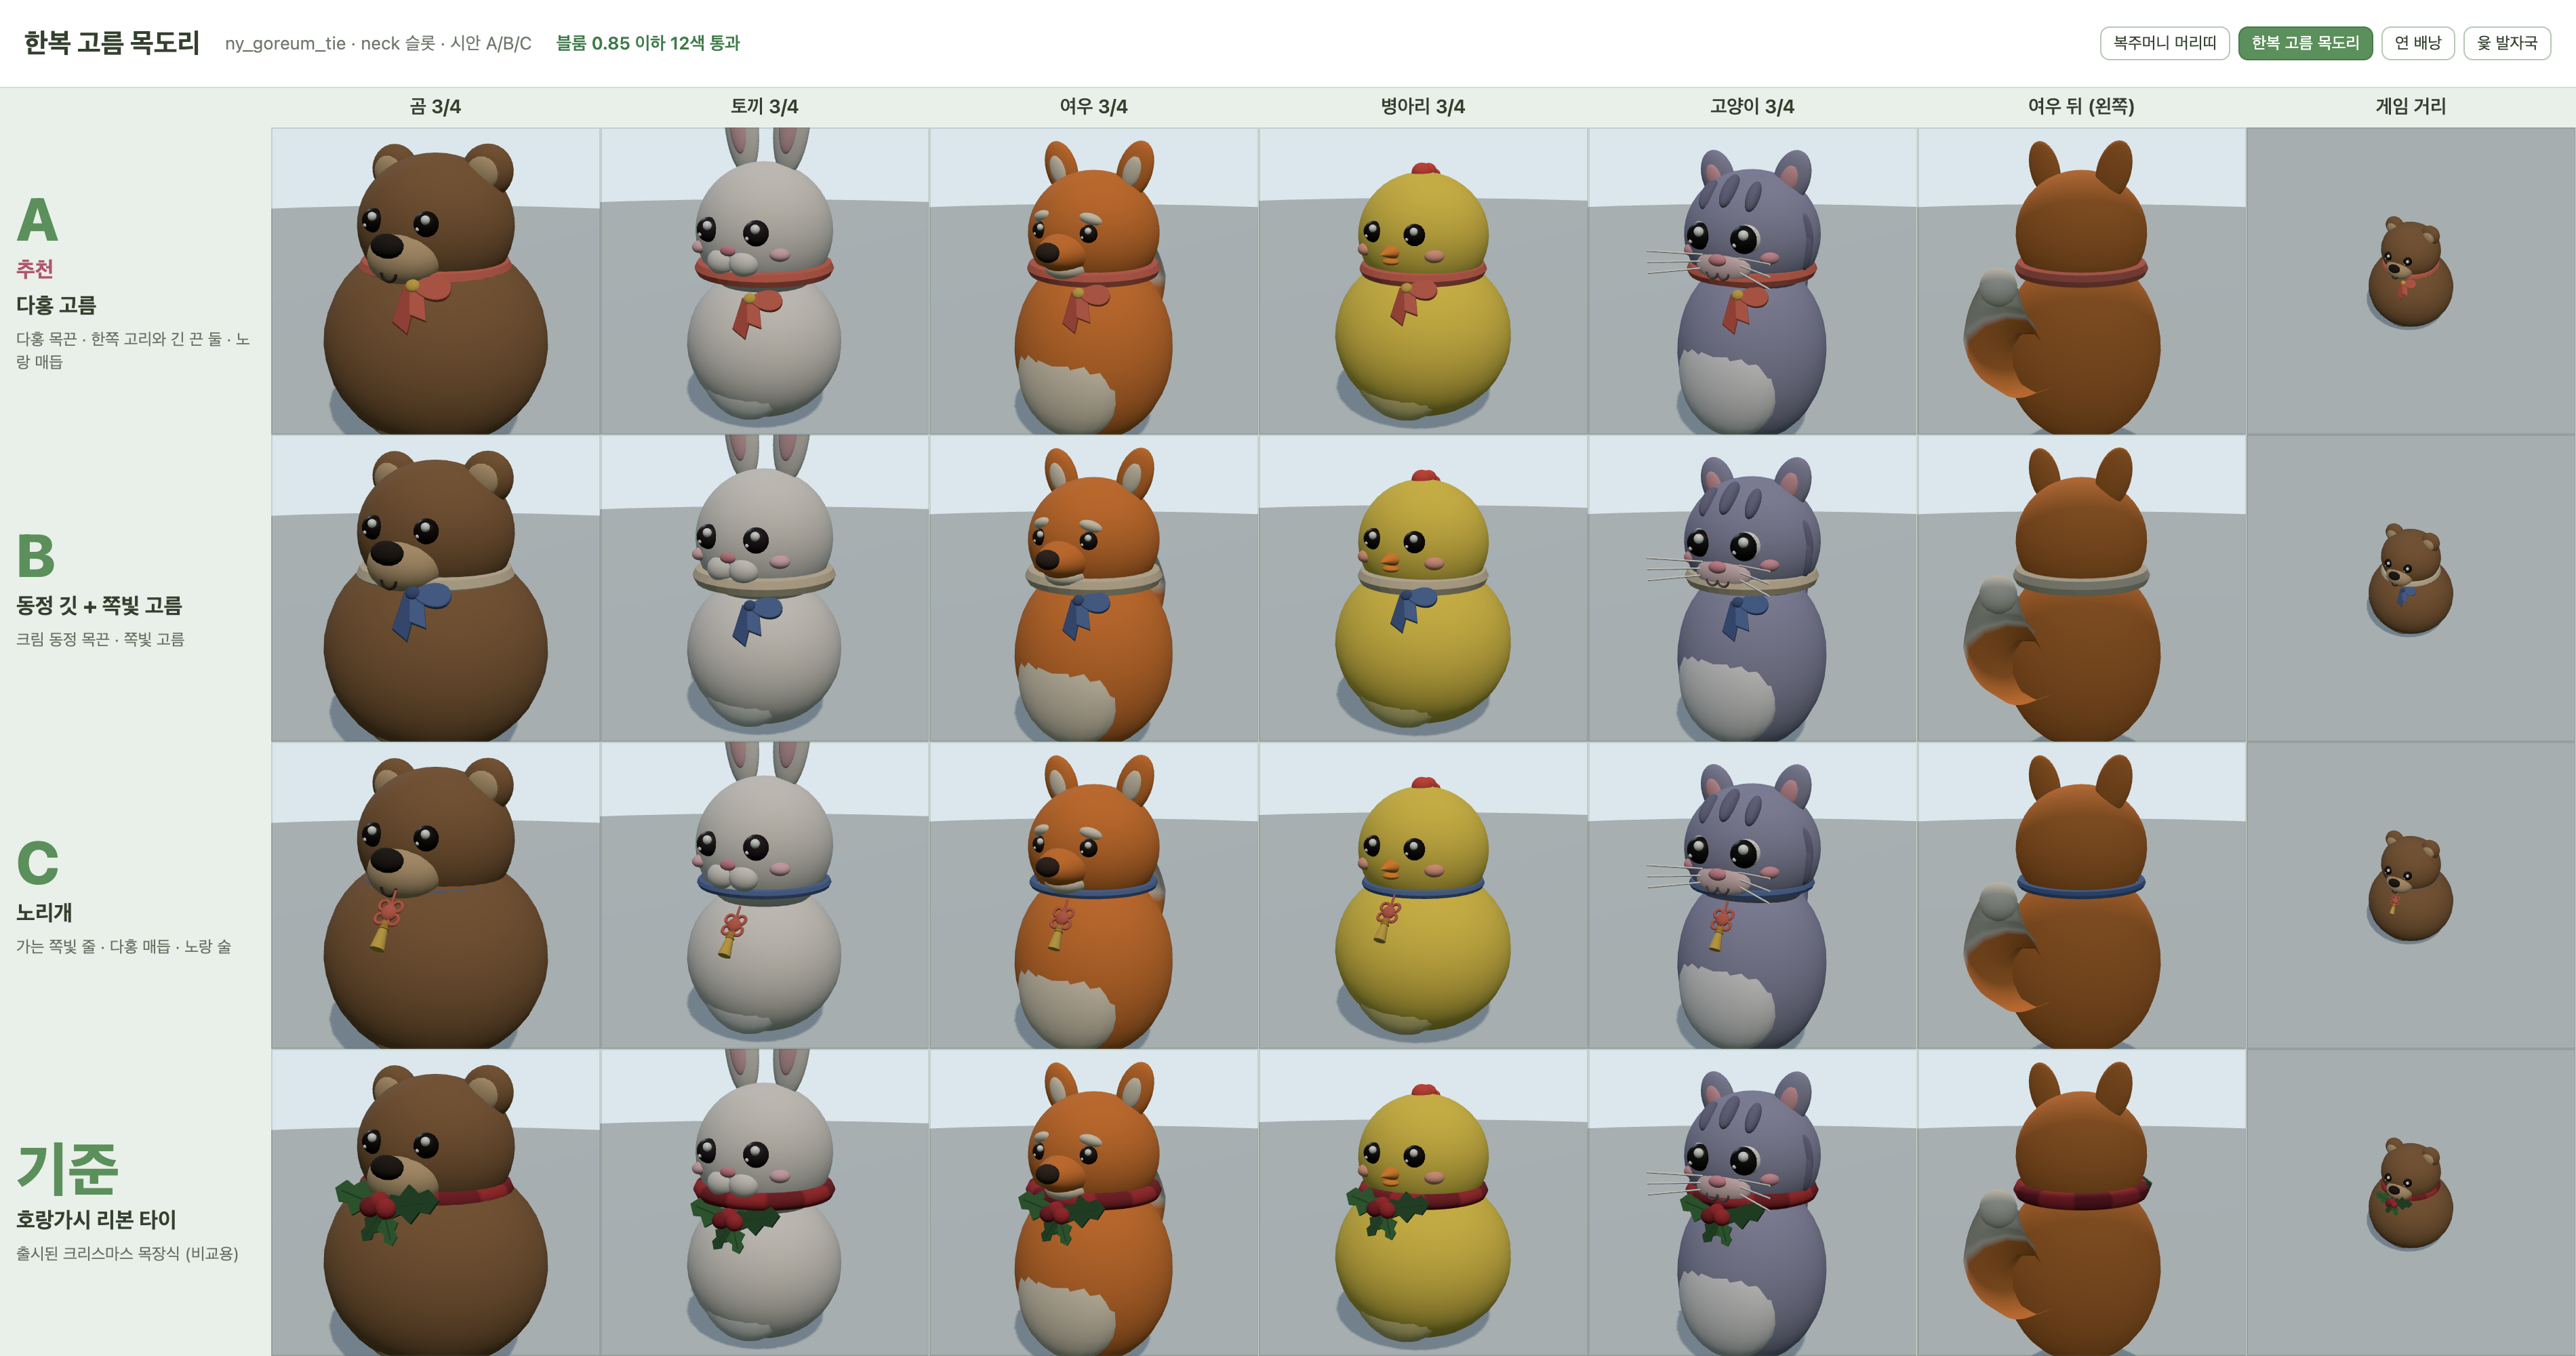 한복 고름 목도리
ny_goreum_tie · neck 슬롯 · 시안 A/B/C
블룸 0.85 이하 12색 통과
복주머니 머리띠
한복 고름 목도리
연 배낭
윷 발자국
곰 3/4
토끼 3/4
여우 3/4
병아리 3/4
고양이 3/4
여우 뒤 (왼쪽)
게임 거리
A
추천
다홍 고름
다홍 목끈 · 한쪽 고리와 긴 끈 둘 · 노
랑 매듭
B
동정 깃 + 쪽빛 고름
크림 동정 목끈 · 쪽빛 고름
C
노리개
가는 쪽빛 줄 · 다홍 매듭 · 노랑 술
기준
호랑가시 리본 타이
출시된 크리스마스 목장식 (비교용)